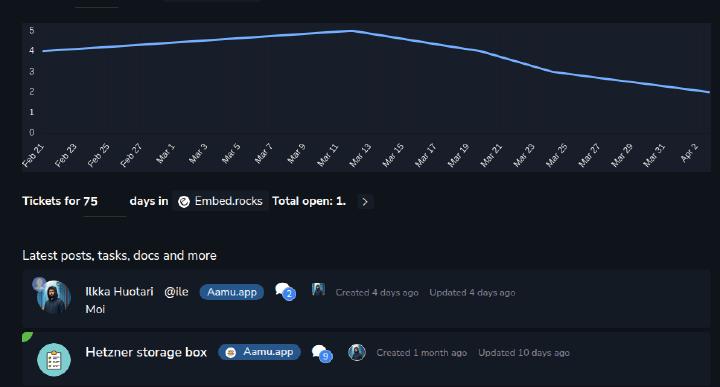 5
4
3
2
1
0
Feb 21 Feb 23 Feb 25 Feb 27 Mar 1 Mar 3 Mar 5 Mar 7 Mar 9 Mar 11 Mar 13 Mar 15 Mar 17 Mar 19 Mar 21 Mar 23 Mar 25 Mar 27 Mar 29 Mar 31 Apr 2
Tickets for 75 days in Embed.rocks Total open: 1.
Latest posts, tasks, docs and more
Ilkka Huotari @ile Aamu.app 2 Created 4 days ago Updated 4 days ago
Moi
Hetzner storage box Aamu.app 9 Created 1 month ago Updated 10 days ago